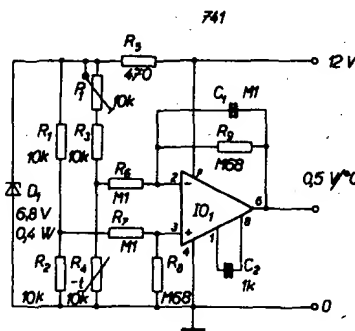 741
R5
470
12 V
P1
10k
C1 M1
R1
10k
R3
10k
R9
M68
R6
M1
2
7
-
0,5 V/°C
D1
6,8 V
0,4 W
IO1
6
R7
M1
3
+
4
1
8
R2
10k
R4
-t
10k
R8
M68
C2
1k
0